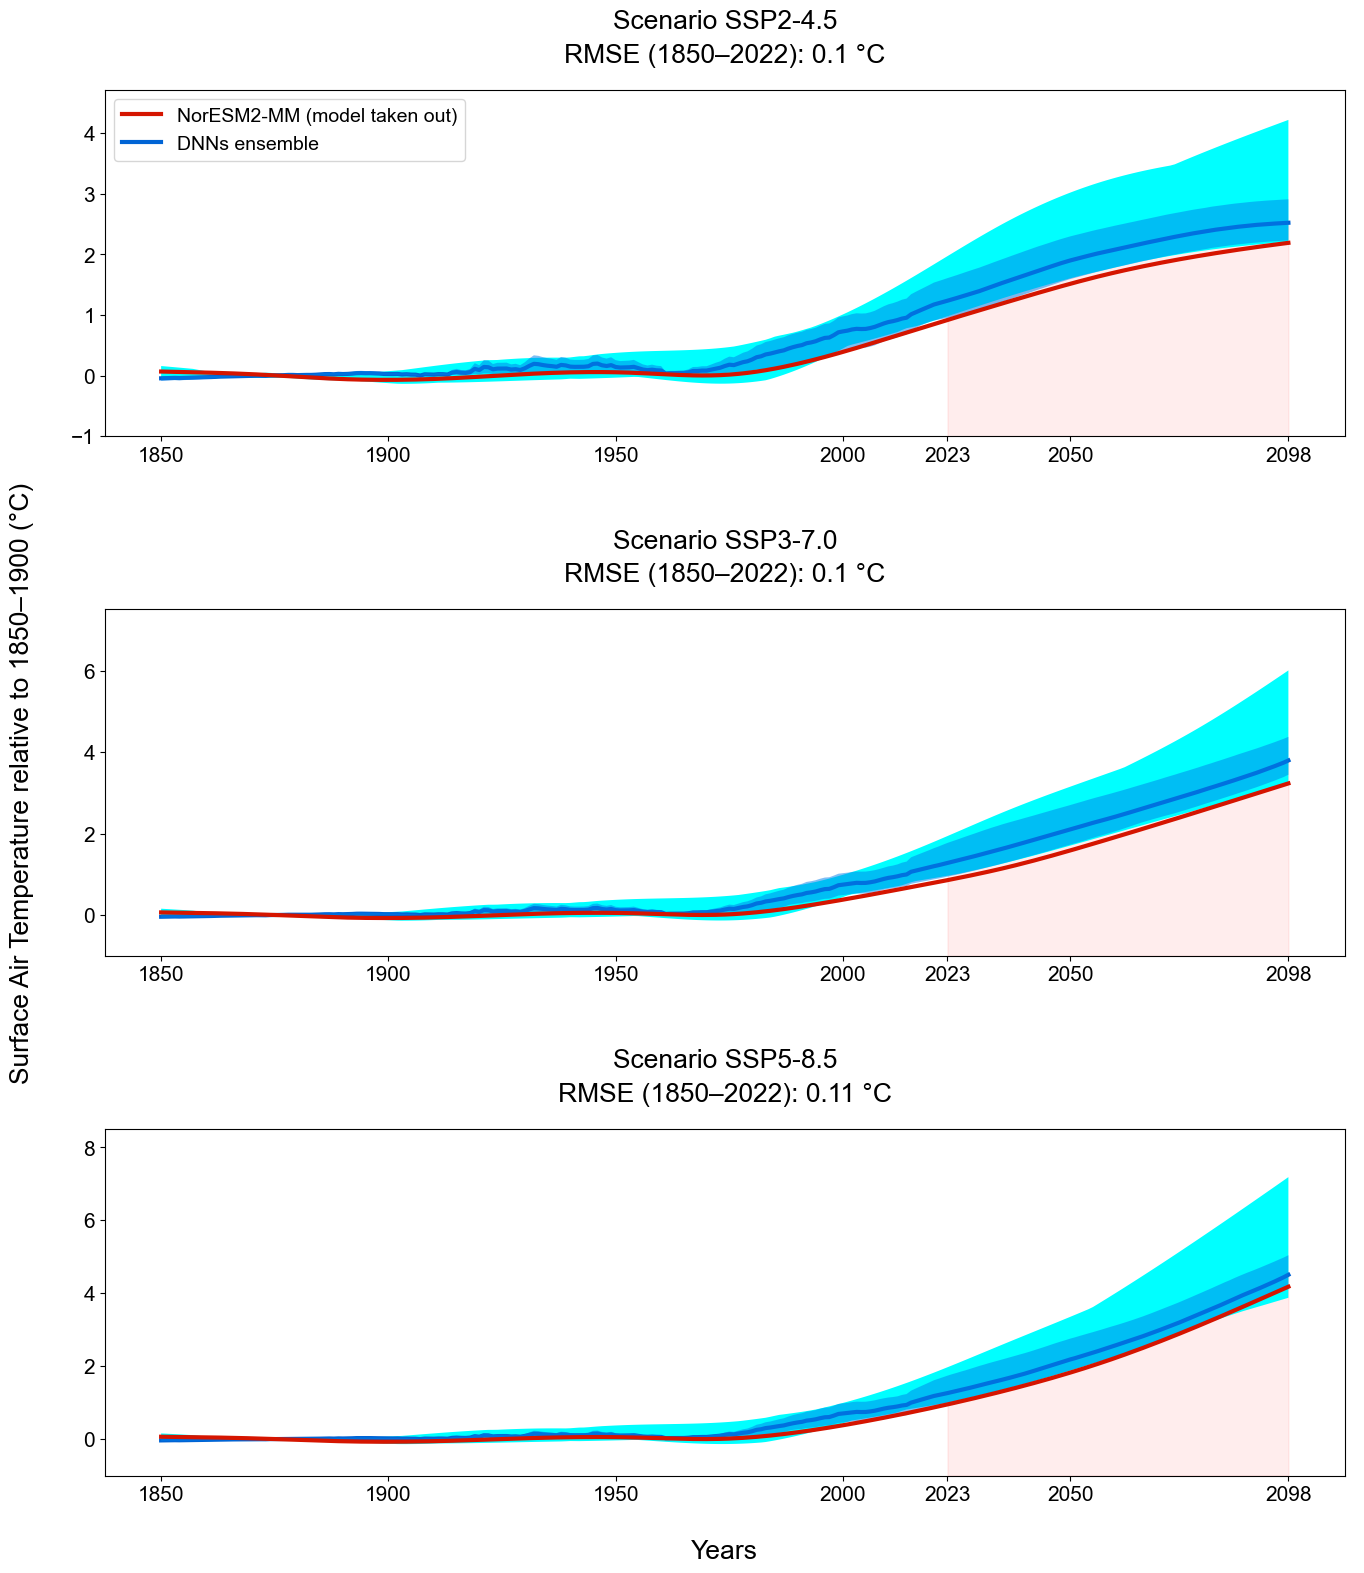 Scenario SSP2-4.5
RMSE (1850–2022): 0.1 °C
NorESM2-MM (model taken out)
DNNs ensemble
4
3
2
1
0
−1
1850 1900 1950 2000 2023 2050 2098
Surface Air Temperature relative to 1850–1900 (°C)
Scenario SSP3-7.0
RMSE (1850–2022): 0.1 °C
6
4
2
0
1850 1900 1950 2000 2023 2050 2098
Scenario SSP5-8.5
RMSE (1850–2022): 0.11 °C
8
6
4
2
0
1850 1900 1950 2000 2023 2050 2098
Years